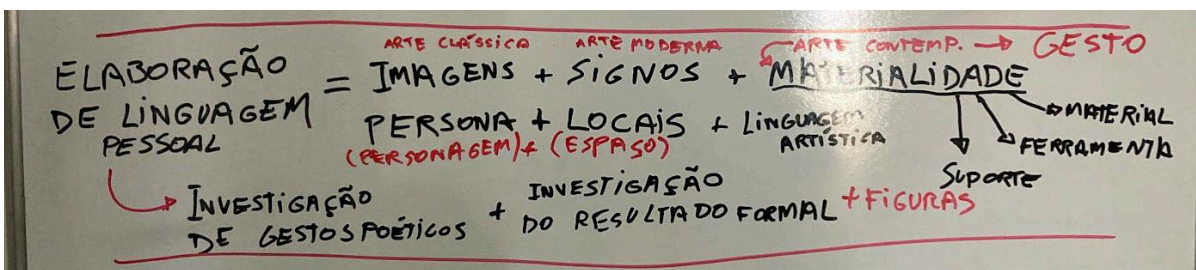 ARTE CLÁSSICA ARTE MODERNA ARTE CONTEMP. → GESTO
ELABORAÇÃO DE LINGUAGEM PESSOAL = IMAGENS + SIGNOS + MATERIALIDADE
PERSONA + LOCAIS + LINGUAGEM ARTÍSTICA
(PERSONAGEM) + (ESPASO)
MATERIAL
FERRAMENTA
SUPORTE
INVESTIGAÇÃO DE GESTOS POÉTICOS + INVESTIGAÇÃO DO RESULTADO FORMAL + FIGURAS